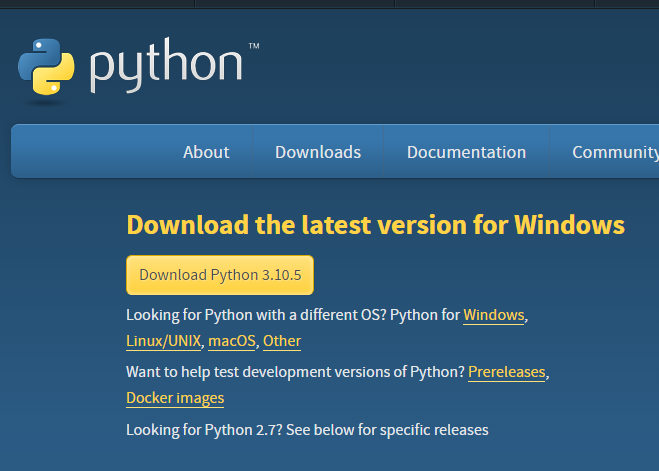 python™
About Downloads Documentation Community
Download the latest version for Windows
Download Python 3.10.5
Looking for Python with a different OS? Python for Windows,
Linux/UNIX, macOS, Other
Want to help test development versions of Python? Prereleases,
Docker images
Looking for Python 2.7? See below for specific releases